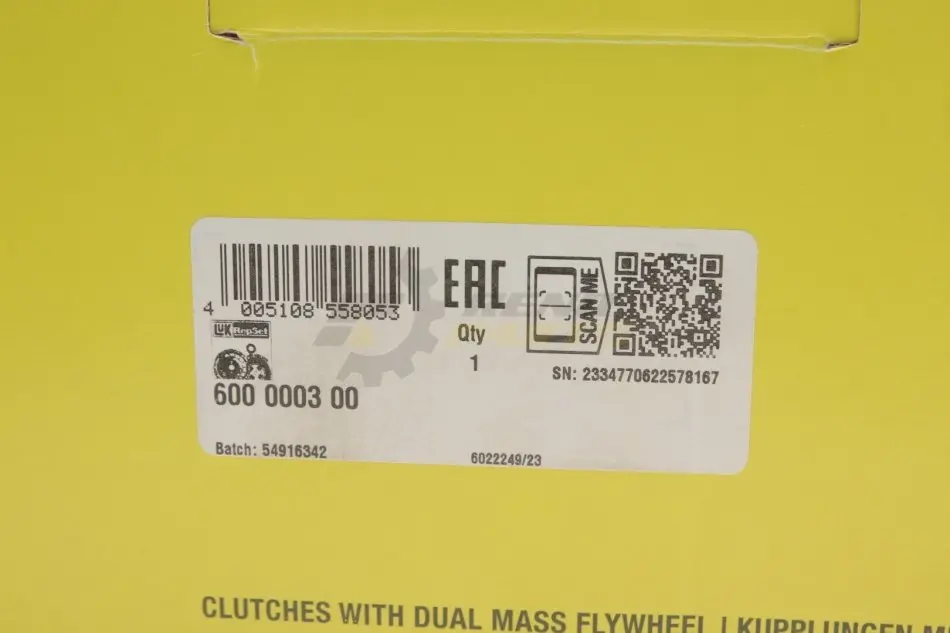 4 005108 558053
EAC
Qty
1
SCAN ME
LuK RepSet
SN: 2334770622578167
600 0003 00
Batch: 54916342
6022249/23
CLUTCHES WITH DUAL MASS FLYWHEEL | KUPPLUNGEN